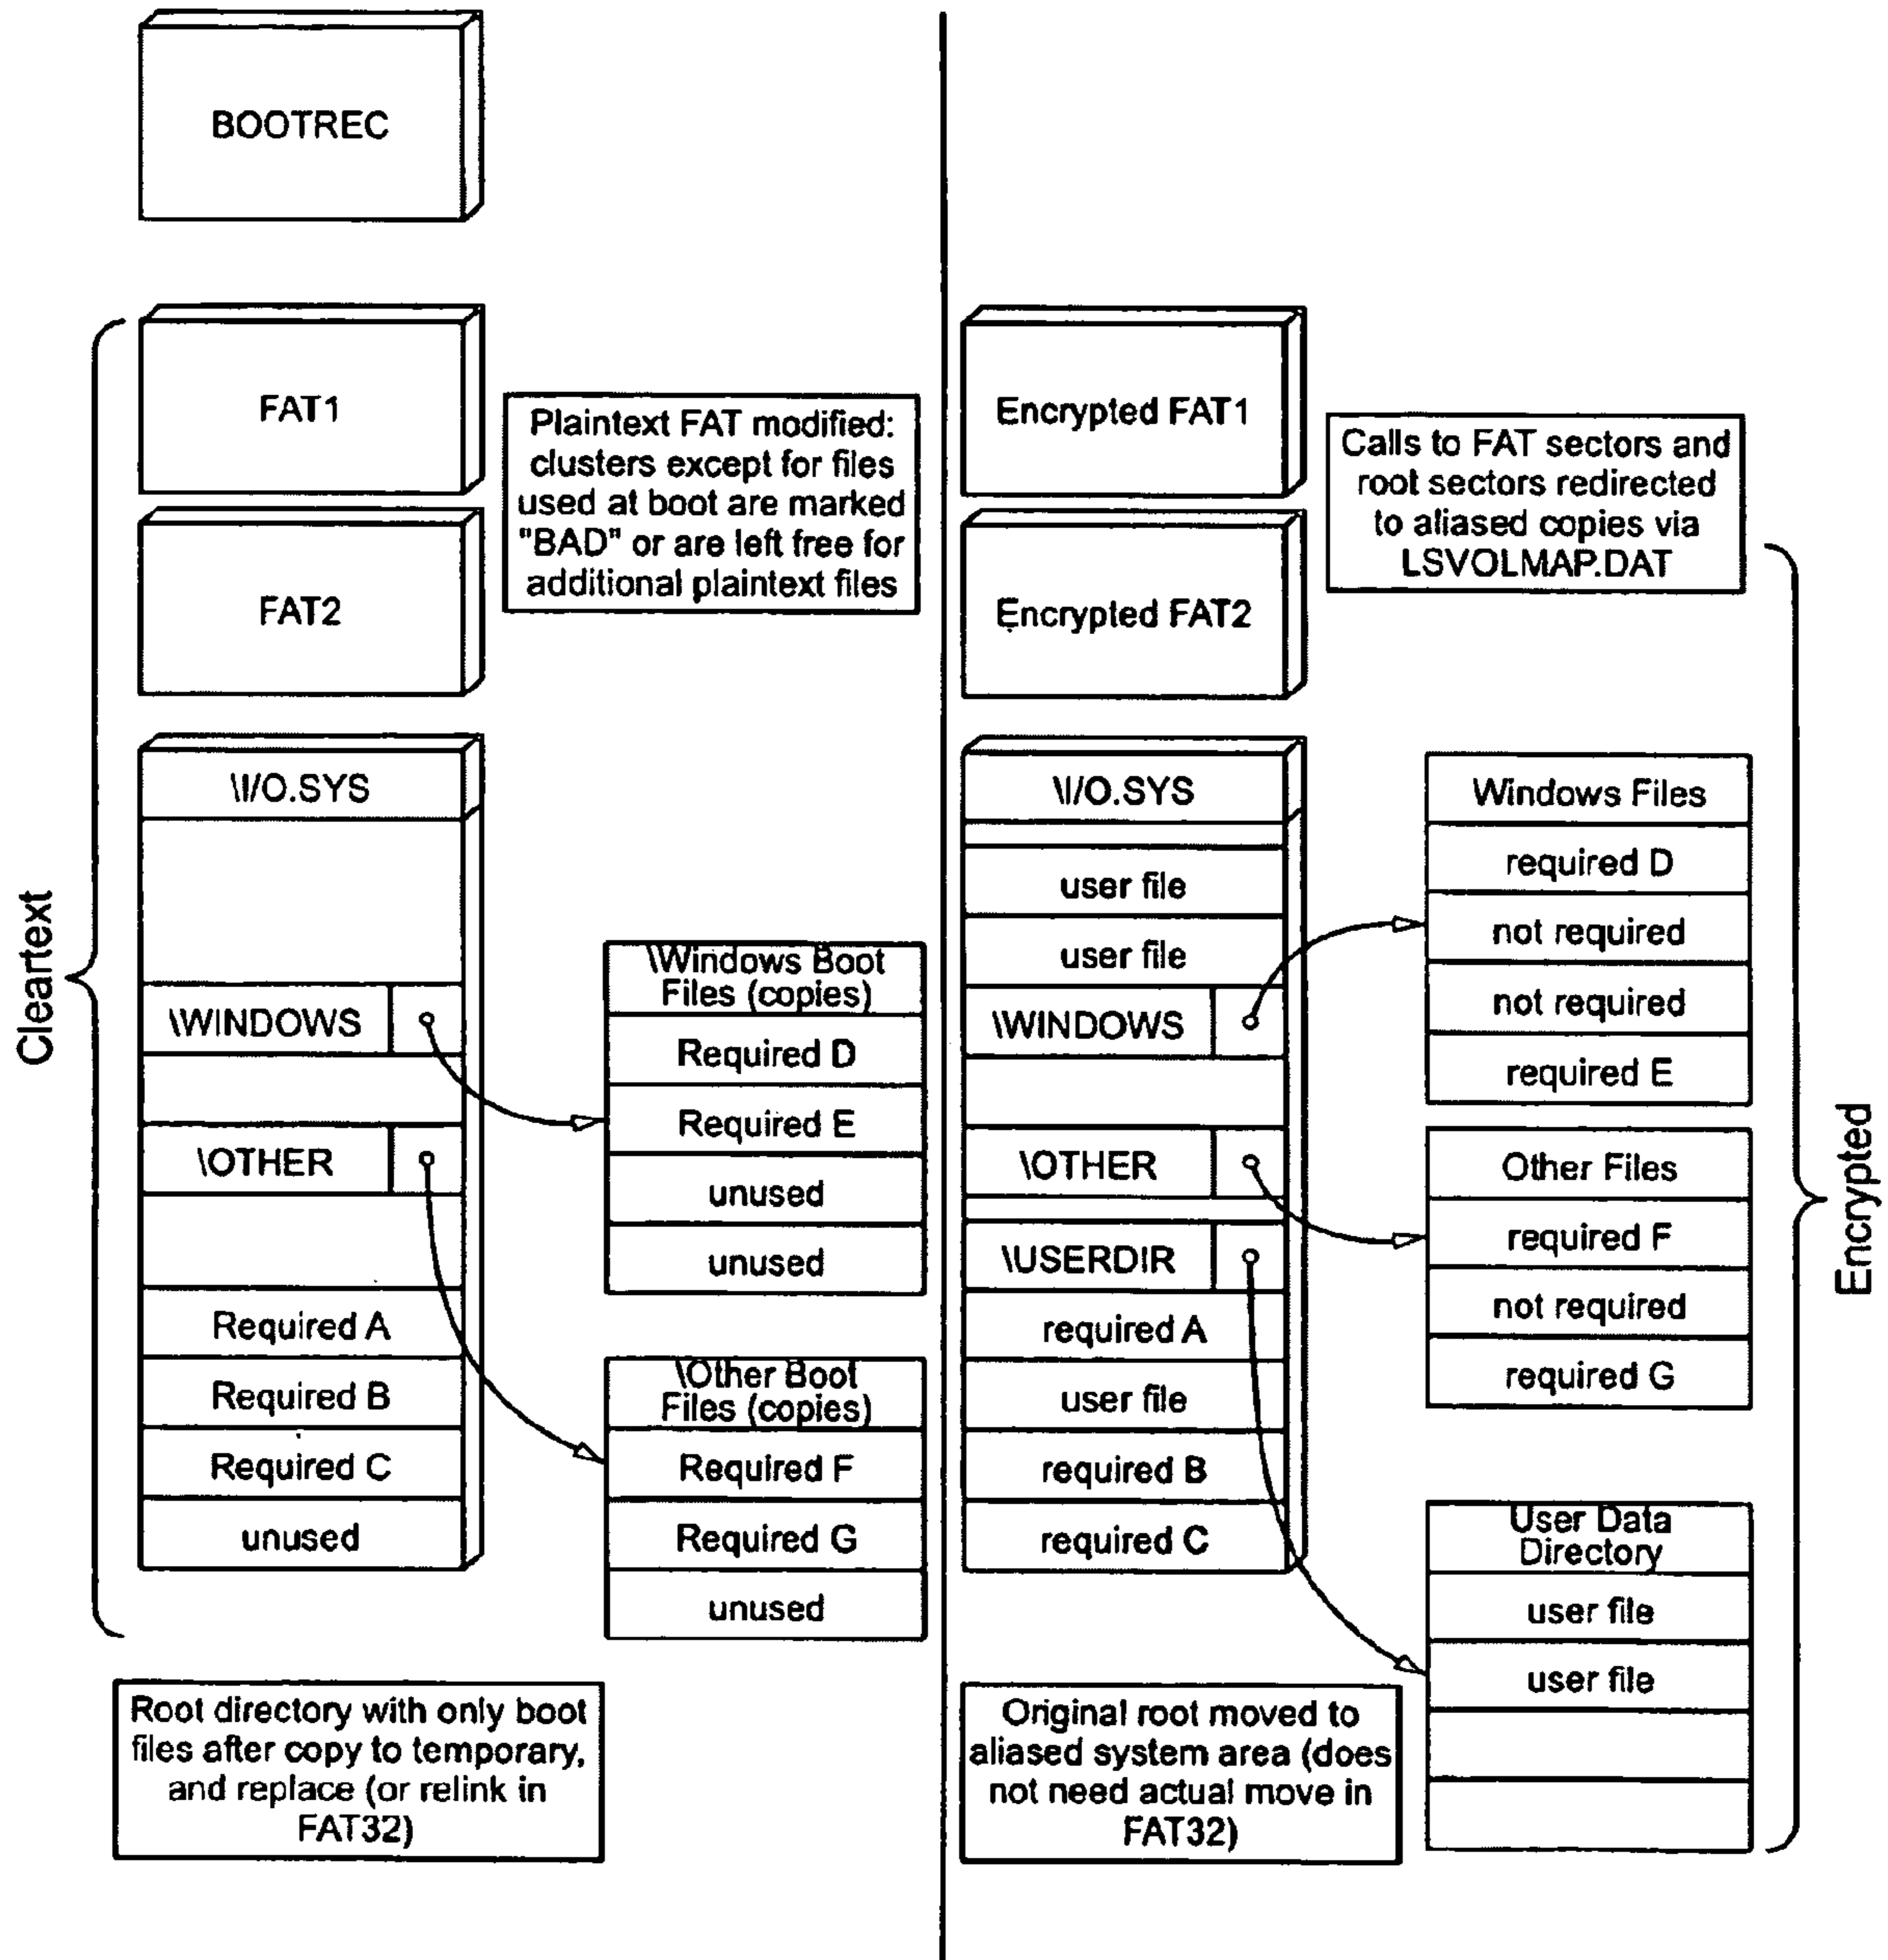 BOOTREC
Cleartext
FAT1
FAT2
Plaintext FAT modified:
clusters except for files
used at boot are marked
"BAD" or are left free for
additional plaintext files
\I/O.SYS
\WINDOWS
\OTHER
Required A
Required B
Required C
unused
\Windows Boot
Files (copies)
Required D
Required E
unused
unused
\Other Boot
Files (copies)
Required F
Required G
unused
Root directory with only boot
files after copy to temporary,
and replace (or relink in
FAT32)
Encrypted FAT1
Encrypted FAT2
Calls to FAT sectors and
root sectors redirected
to aliased copies via
LSVOLMAP.DAT
\I/O.SYS
user file
user file
\WINDOWS
\OTHER
\USERDIR
required A
user file
required B
required C
Windows Files
required D
not required
not required
required E
Other Files
required F
not required
required G
User Data
Directory
user file
user file
Encrypted
Original root moved to
aliased system area (does
not need actual move in
FAT32)